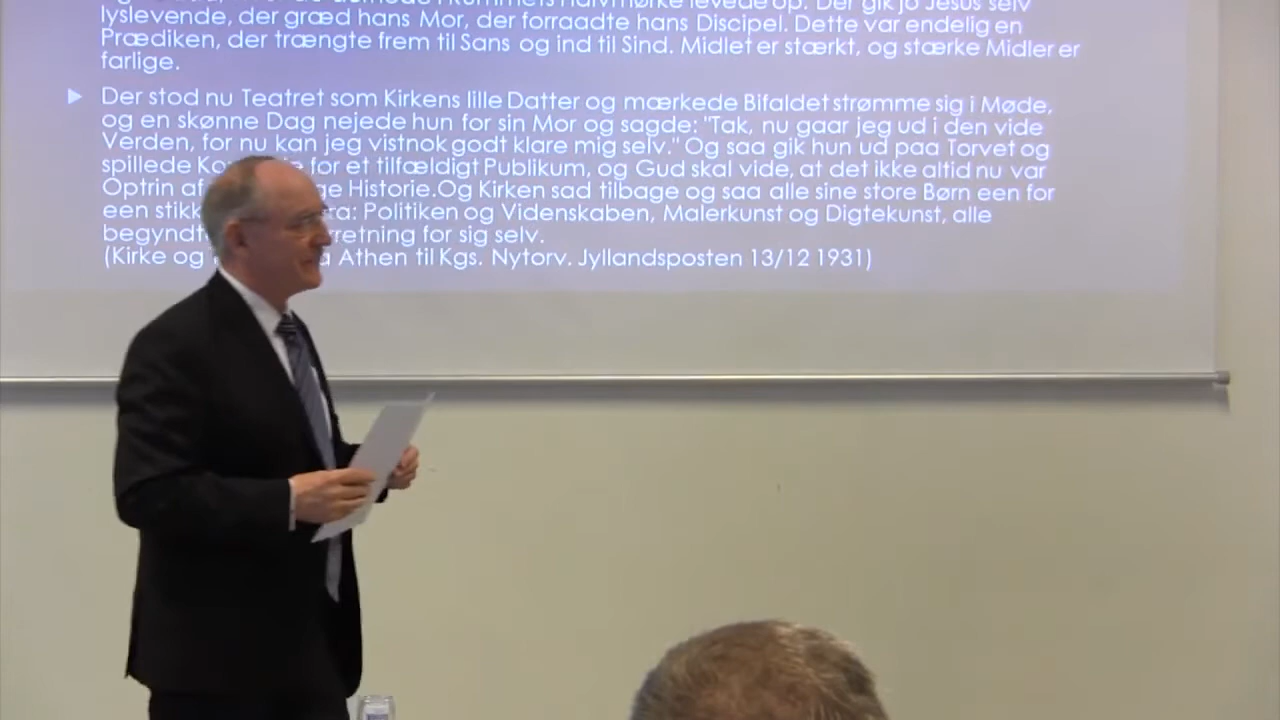 lyslevende, der græd hans Mor, der forraadte hans Discipel. Dette var endelig en
Prædiken, der trængte frem til Sans og ind til Sind. Midlet er stærkt, og stærke Midler er
farlige.
Der stod nu Teatret som Kirkens lille Datter og mærkede Bifaldet strømme sig i Møde,
og en skønne Dag nejede hun for sin Mor og sagde: "Tak, nu gaar jeg ud i den vide
Verden, for nu kan jeg vistnok godt klare mig selv." Og saa gik hun ud paa Torvet og
spillede for et tilfældigt Publikum, og Gud skal vide, at det ikke altid nu var
Optrin af Historie.Og Kirken sad tilbage og saa alle sine store Børn een for
een stikk Politiken og Videnskaben, Malerkunst og Digtekunst, alle
begyndt rretning for sig selv.
(Kirke og Athen til Kgs. Nytorv. Jyllandsposten 13/12 1931)